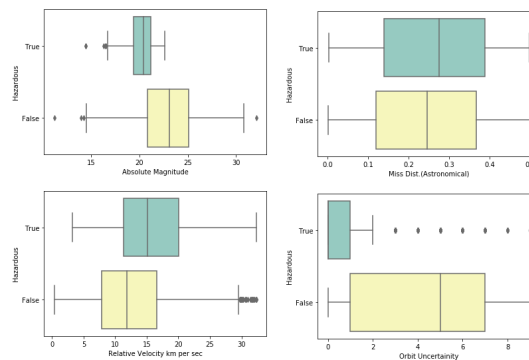 True
Hazardous
False
15 20 25 30
Absolute Magnitude
True
Hazardous
False
0.0 0.1 0.2 0.3 0.4 0.5
Miss Dist.(Astronomical)
True
Hazardous
False
0 5 10 15 20 25 30
Relative Velocity km per sec
True
Hazardous
False
0 2 4 6 8
Orbit Uncertainity